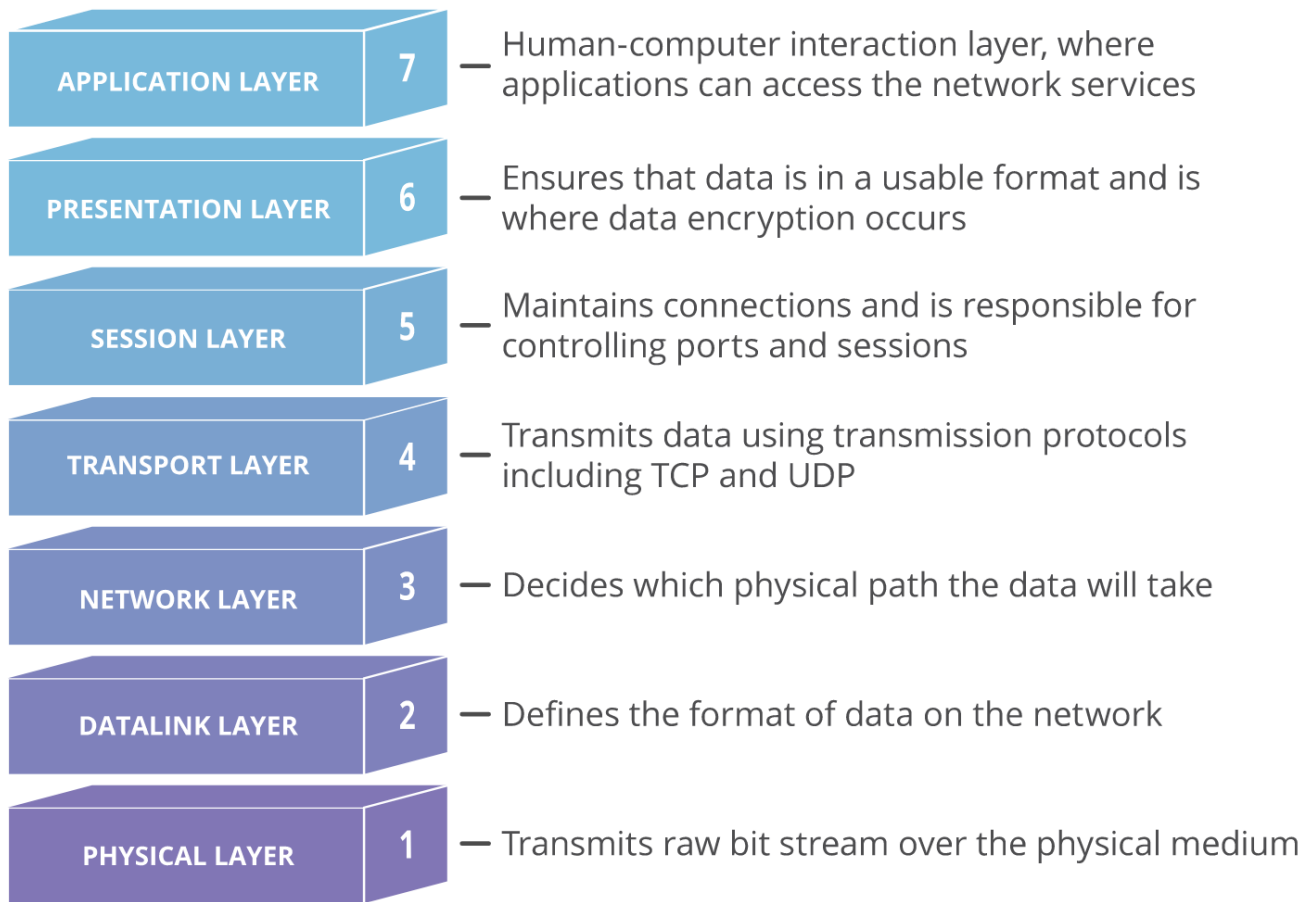 APPLICATION LAYER
7
Human-computer interaction layer, where
applications can access the network services
PRESENTATION LAYER
6
Ensures that data is in a usable format and is
where data encryption occurs
SESSION LAYER
5
Maintains connections and is responsible for
controlling ports and sessions
TRANSPORT LAYER
4
Transmits data using transmission protocols
including TCP and UDP
NETWORK LAYER
3
Decides which physical path the data will take
DATALINK LAYER
2
Defines the format of data on the network
PHYSICAL LAYER
1
Transmits raw bit stream over the physical medium